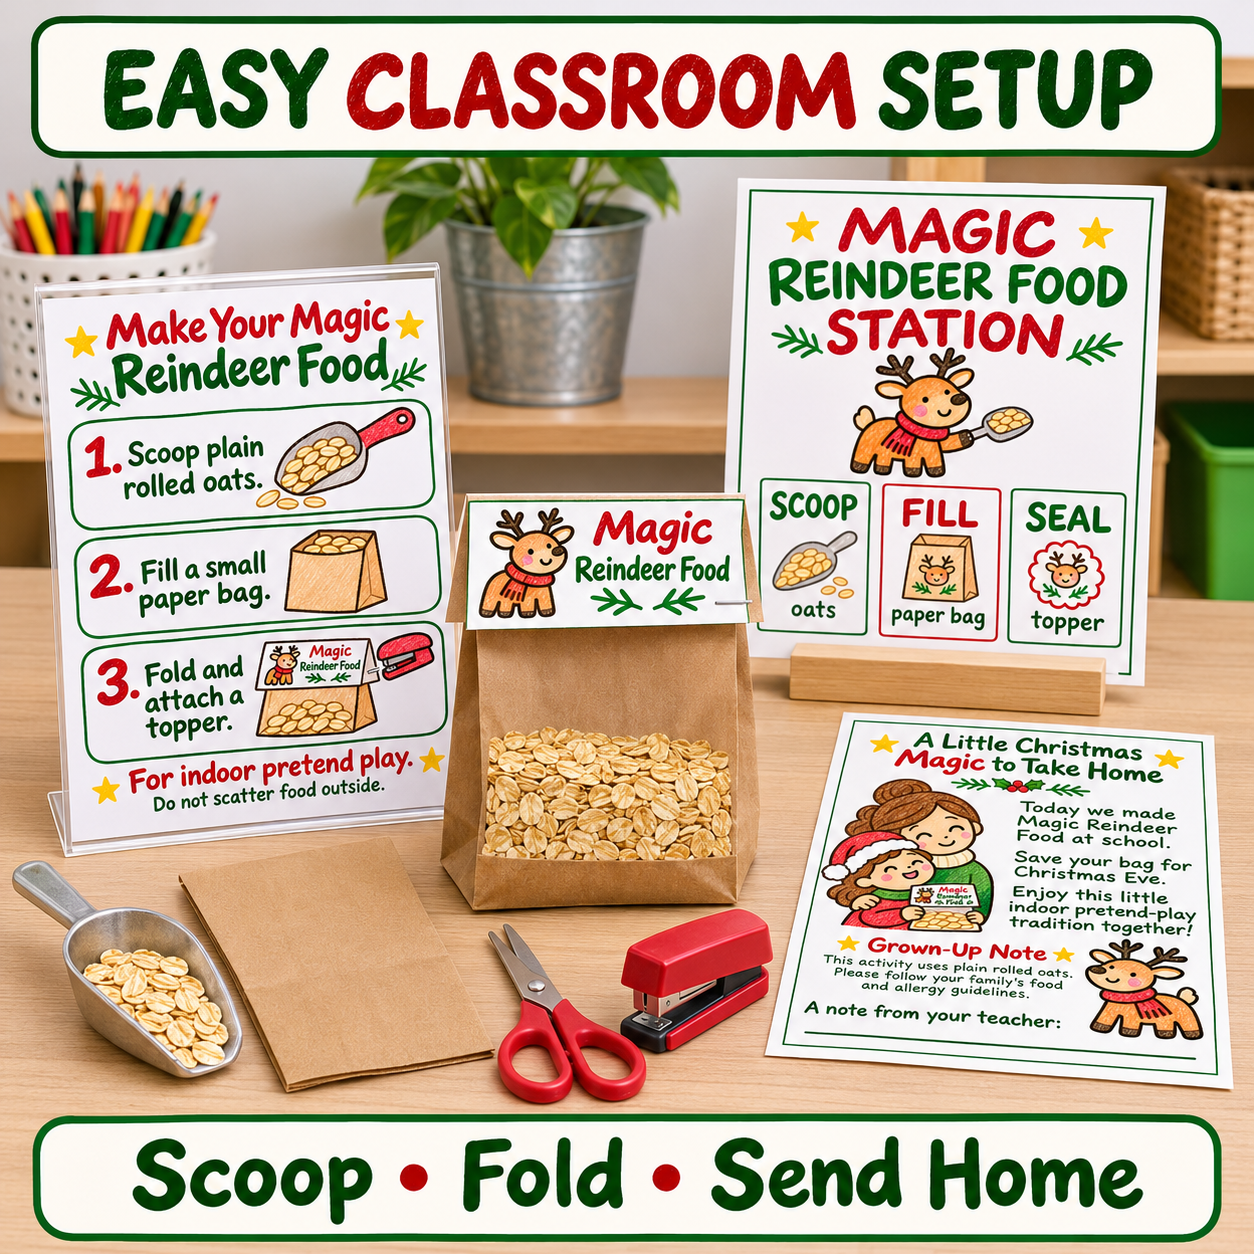 EASY CLASSROOM SETUP
Make Your Magic
Reindeer Food
1. Scoop plain
rolled oats.
2. Fill a small
paper bag.
3. Fold and
attach a
topper.
Magic
Reindeer Food
For indoor pretend play.
Do not scatter food outside.
Magic
Reindeer Food
MAGIC
REINDEER FOOD
STATION
SCOOP
oats
FILL
paper bag
SEAL
topper
A Little Christmas
Magic to Take Home
Today we made
Magic Reindeer
Food at school.
Save your bag for
Christmas Eve.
Enjoy this little
indoor pretend-play
tradition together!
Magic
Food
Grown-Up Note
This activity uses plain rolled oats.
Please follow your family's food
and allergy guidelines.
A note from your teacher:
Scoop • Fold • Send Home